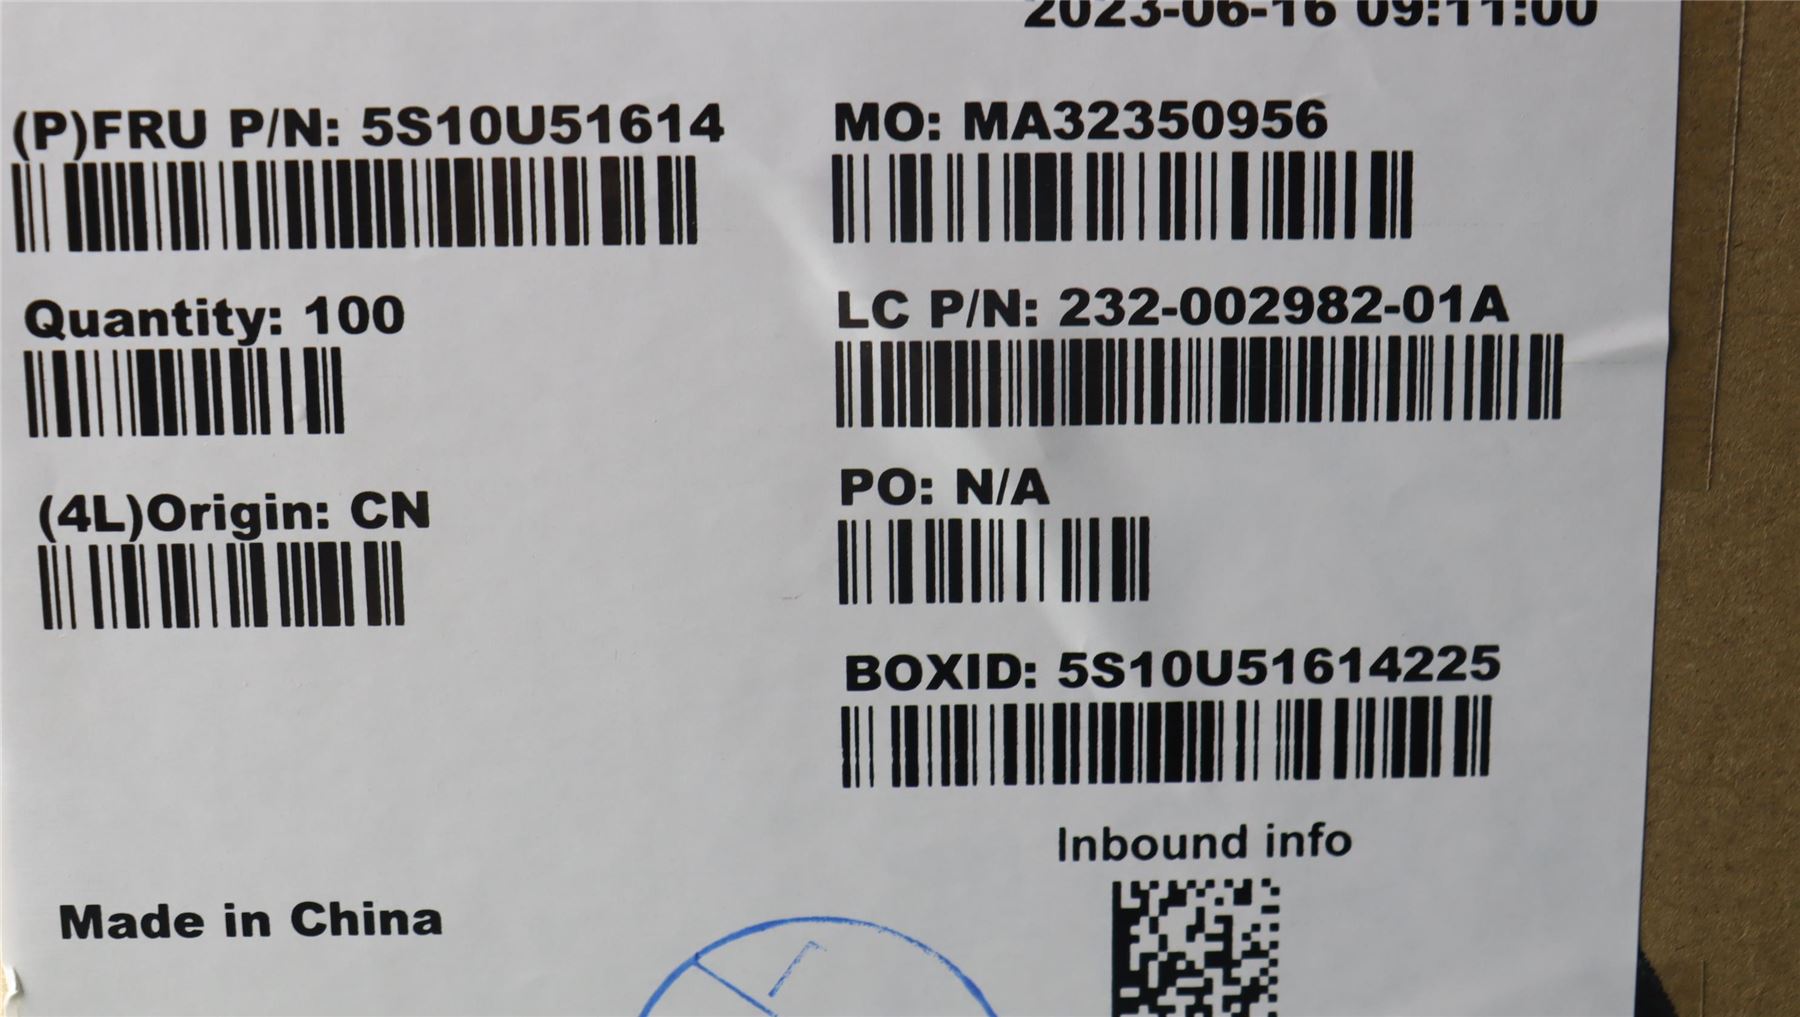 2023-06-16 09:11:00
(P)FRU P/N: 5S10U51614
MO: MA32350956
Quantity: 100
LC P/N: 232-002982-01A
(4L)Origin: CN
PO: N/A
BOXID: 5S10U51614225
Inbound info
Made in China